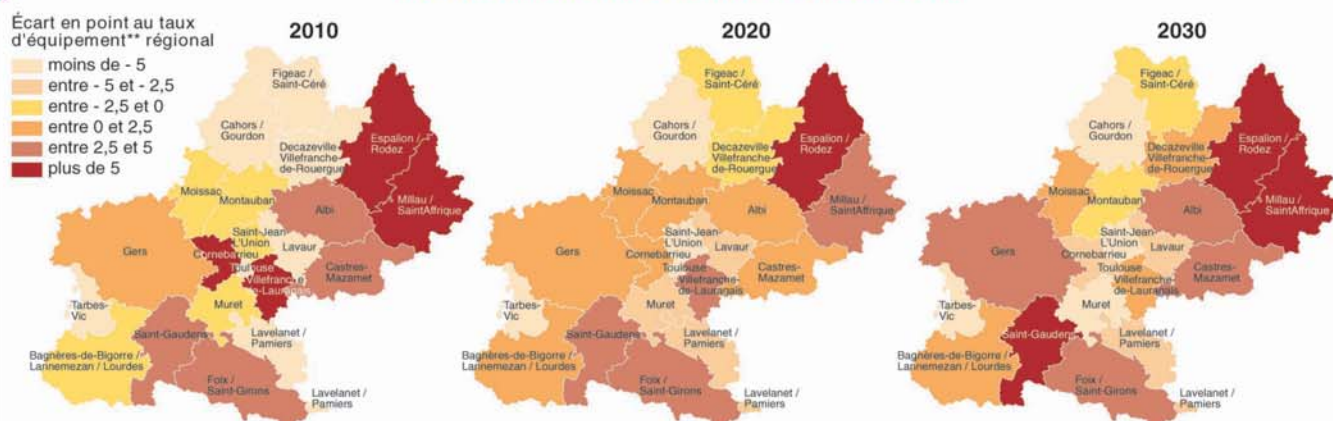 Écart en point au taux
d'équipement** régional
moins de - 5
entre - 5 et - 2,5
entre - 2,5 et 0
entre 0 et 2,5
entre 2,5 et 5
plus de 5
2010
Figeac /
Saint-Céré
Cahors /
Gourdon
Espalion /
Rodez
Decazeville
Villefranche-
de-Rouergue
Moissac
Montauban
Millau /
SaintAffrique
Albi
Saint-Jean
L'Union
Gers
Lavaur
Cornebarrieu
Toulouse
Castres-
Mazamet
Villefranche-
de-Lauragais
Muret
Tarbes-
Vic
Saint-Gaudens
Lavelanet /
Pamiers
Bagnères-de-Bigorre /
Lannemezan / Lourdes
Foix /
Saint-Girons
Lavelanet /
Pamiers
2020
Figeac /
Saint-Céré
Cahors /
Gourdon
Espalion /
Rodez
Decazeville
Villefranche-
de-Rouergue
Moissac
Montauban
Millau /
SaintAffrique
Albi
Saint-Jean
L'Union
Gers
Lavaur
Cornebarrieu
Toulouse
Castres-
Mazamet
Villefranche-
de-Lauragais
Muret
Tarbes-
Vic
Saint-Gaudens
Lavelanet /
Pamiers
Bagnères-de-Bigorre /
Lannemezan / Lourdes
Foix /
Saint-Girons
Lavelanet /
Pamiers
2030
Figeac /
Saint-Céré
Cahors /
Gourdon
Espalion /
Rodez
Decazeville
Villefranche-
de-Rouergue
Moissac
Montauban
Millau /
SaintAffrique
Albi
Saint-Jean
L'Union
Gers
Lavaur
Cornebarrieu
Toulouse
Castres-
Mazamet
Villefranche-
de-Lauragais
Muret
Tarbes-
Vic
Saint-Gaudens
Lavelanet /
Pamiers
Bagnères-de-Bigorre /
Lannemezan / Lourdes
Foix /
Saint-Girons
Lavelanet /
Pamiers